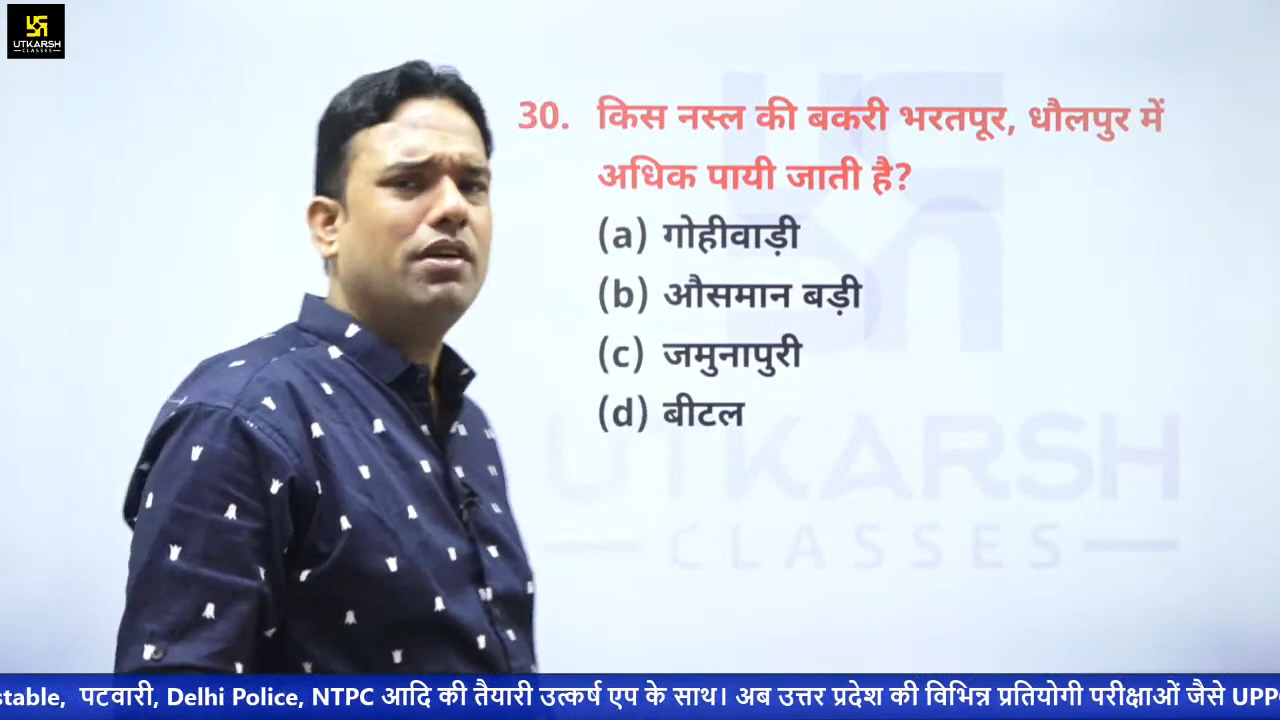 UTKARSH
CLASSES
30. किस नस्ल की बकरी भरतपूर, धौलपुर में
अधिक पायी जाती है?
(a) गोहीवाड़ी
(b) औसमान बड़ी
(c) जमुनापुरी
(d) बीटल
UTKARSH
CLASSES
stable, पटवारी, Delhi Police, NTPC आदि की तैयारी उत्कर्ष एप के साथ। अब उत्तर प्रदेश की विभिन्न प्रतियोगी परीक्षाओं जैसे UPP